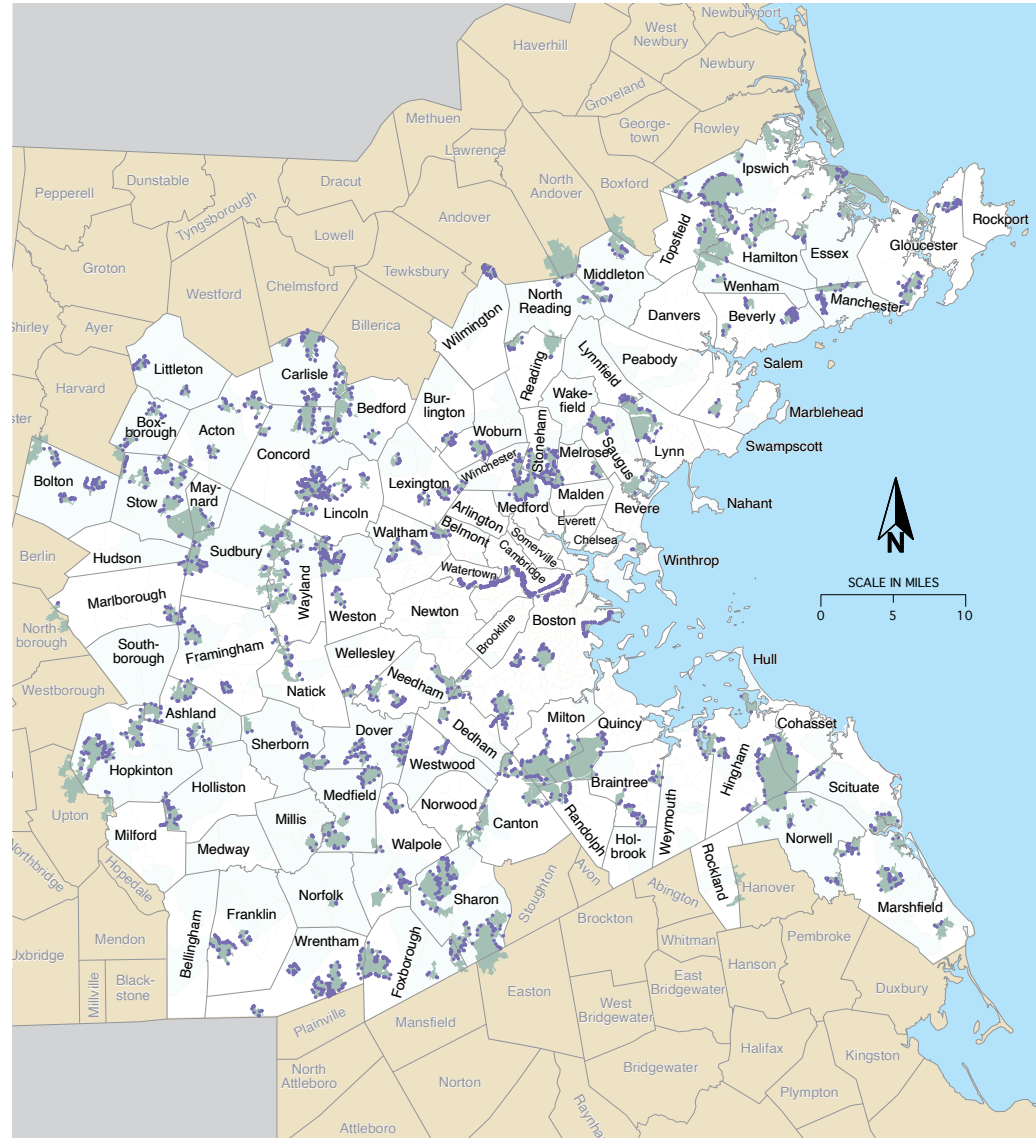 Newburyport
West
Newbury
Haverhill
Newbury
Groveland
Methuen
George-
town
Rowley
Lawrence
Ipswich
Dunstable
Dracut
North
Andover
Boxford
Pepperell
Tyngsborough
Andover
Rockport
Lowell
Topsfield
Gloucester
Essex
Hamilton
Groton
Tewksbury
Middleton
Chelmsford
Westford
Wenham
North
Reading
Manchester
Shirley
Ayer
Billerica
Wilmington
Danvers
Beverly
Littleton
Reading
Lynnfield
Peabody
Salem
Harvard
Carlisle
Wake-
field
Bur-
lington
Bedford
Marblehead
Box-
borough
Acton
Woburn
Stoneham
Swampscott
Concord
Melrose
Saugus
Lynn
Winchester
Bolton
Lexington
May-
nard
Stow
Malden
Nahant
Lincoln
Medford
Revere
Arlington
Everett
Waltham
Belmont
Somerville
Chelsea
N
Hudson
Sudbury
Berlin
Cambridge
Winthrop
Watertown
SCALE IN MILES
0
5
10
Marlborough
Wayland
Weston
Newton
Boston
Brookline
North-
borough
South-
borough
Framingham
Wellesley
Hull
Westborough
Natick
Needham
Ashland
Milton
Quincy
Cohasset
Dover
Dedham
Sherborn
Westwood
Hingham
Hopkinton
Holliston
Braintree
Scituate
Medfield
Norwood
Weymouth
Upton
Millis
Canton
Randolph
Milford
Walpole
Hol-
brook
Norwell
Medway
Northbridge
Hopedale
Rockland
Avon
Stoughton
Abington
Hanover
Norfolk
Sharon
Franklin
Marshfield
Brockton
Bellingham
Mendon
Wrentham
Foxborough
Whitman
Pembroke
Uxbridge
Hanson
Millville
Black-
stone
East
Bridgewater
Easton
West
Bridgewater
Duxbury
Plainville
Mansfield
Halifax
Kingston
North
Attleboro
Norton
Bridgewater
Plympton
Attleboro